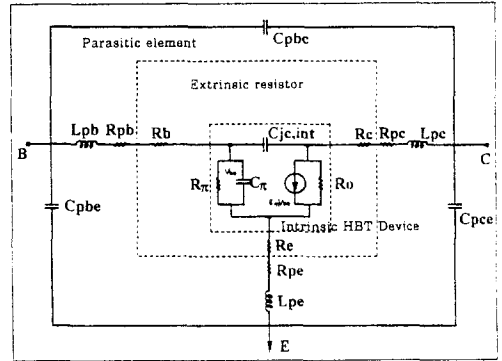 Cpbc
Parasitic element
Extrinsic resistor
Lpb Rpb Rb Cjc,int Rc Rpc Lpc
B C
Rπ Cπ Ro
Cpbe Cpce
Intrinsic HBT Device
Re
Rpe
Lpe
E